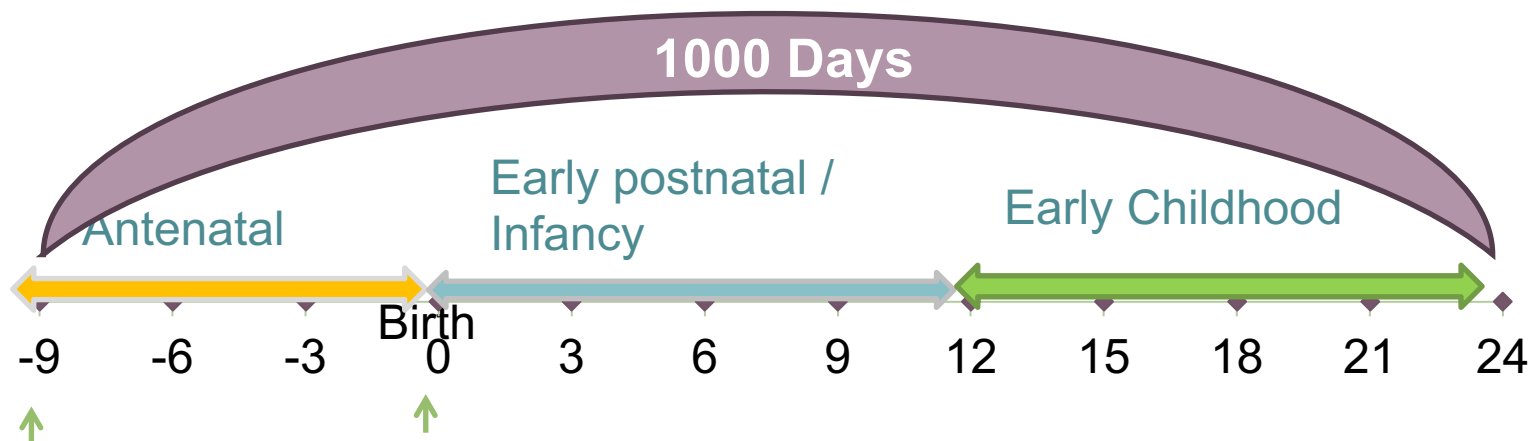 1000 Days
Antenatal
Early postnatal /
Infancy
Early Childhood
Birth
-9 -6 -3 0 3 6 9 12 15 18 21 24